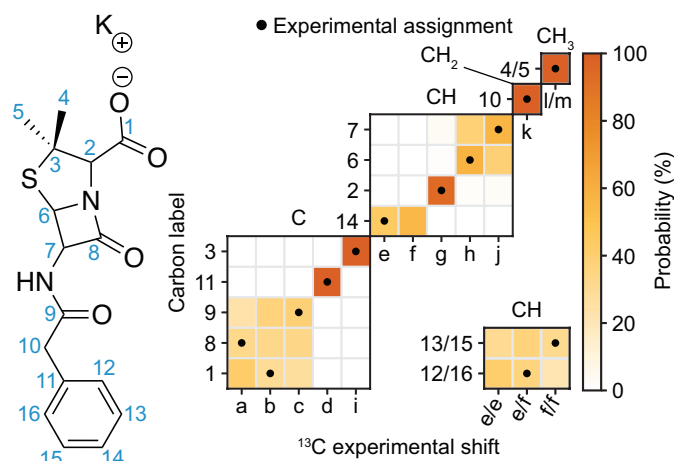 K ⊕
⊖
O
4
5
1
3
2
O
S
N
6
7
8
O
HN
9
O
10
11
12
16
13
15
14
● Experimental assignment
CH₃
CH₂
4/5
l/m
10
k
CH
7
6
2
14
e f g h j
C
3
11
9
8
1
a b c d i
Carbon label
¹³C experimental shift
CH
13/15
12/16
e/e e/f f/f
100
80
60
40
20
0
Probability (%)